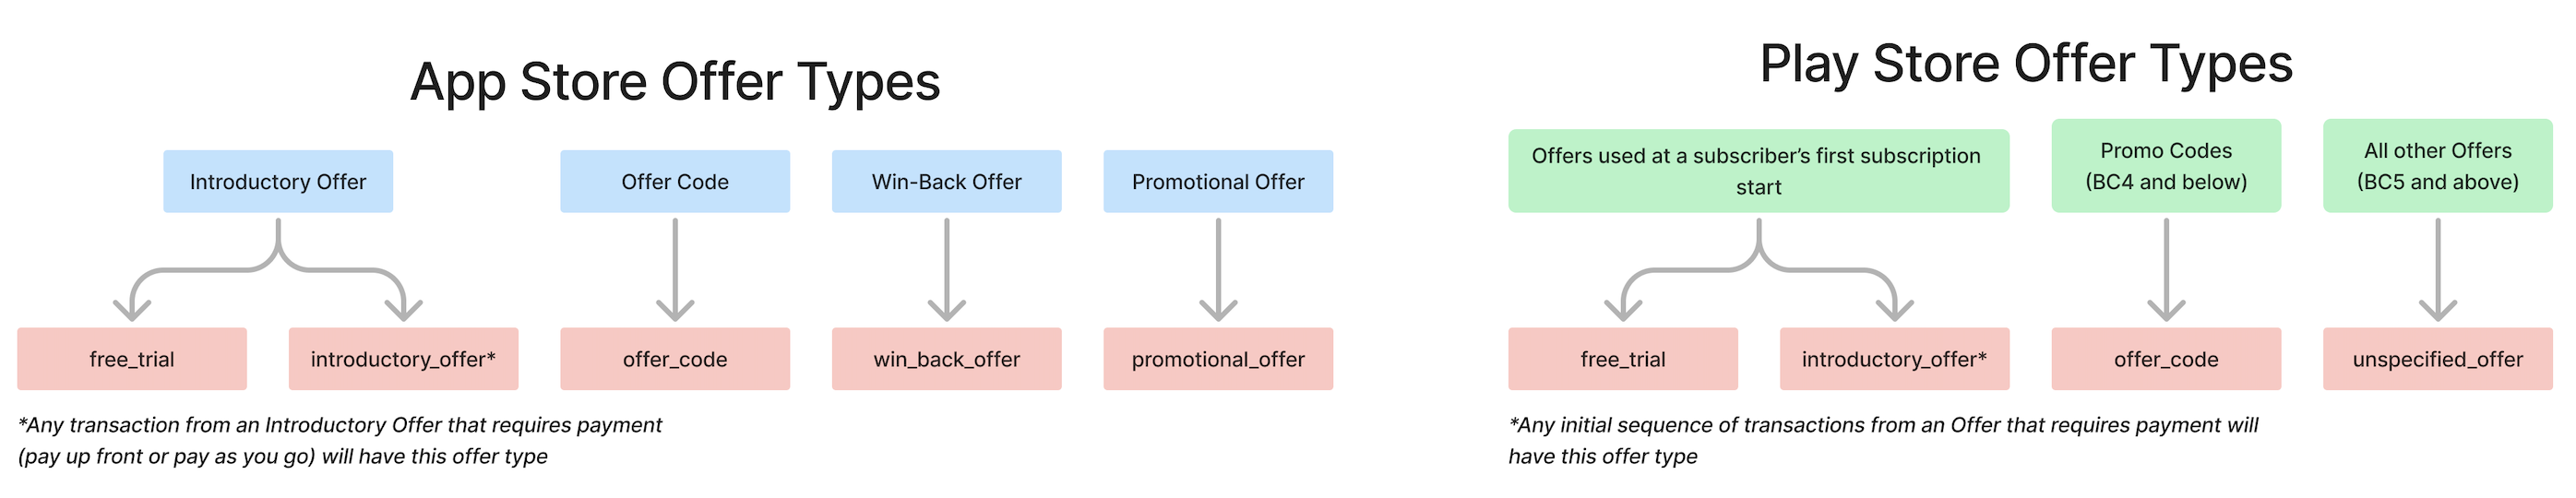 App Store Offer Types
Introductory Offer
Offer Code
Win-Back Offer
Promotional Offer
free_trial
introductory_offer*
offer_code
win_back_offer
promotional_offer
*Any transaction from an Introductory Offer that requires payment
(pay up front or pay as you go) will have this offer type
Play Store Offer Types
Offers used at a subscriber’s first subscription
start
Promo Codes
(BC4 and below)
All other Offers
(BC5 and above)
free_trial
introductory_offer*
offer_code
unspecified_offer
*Any initial sequence of transactions from an Offer that requires payment will
have this offer type